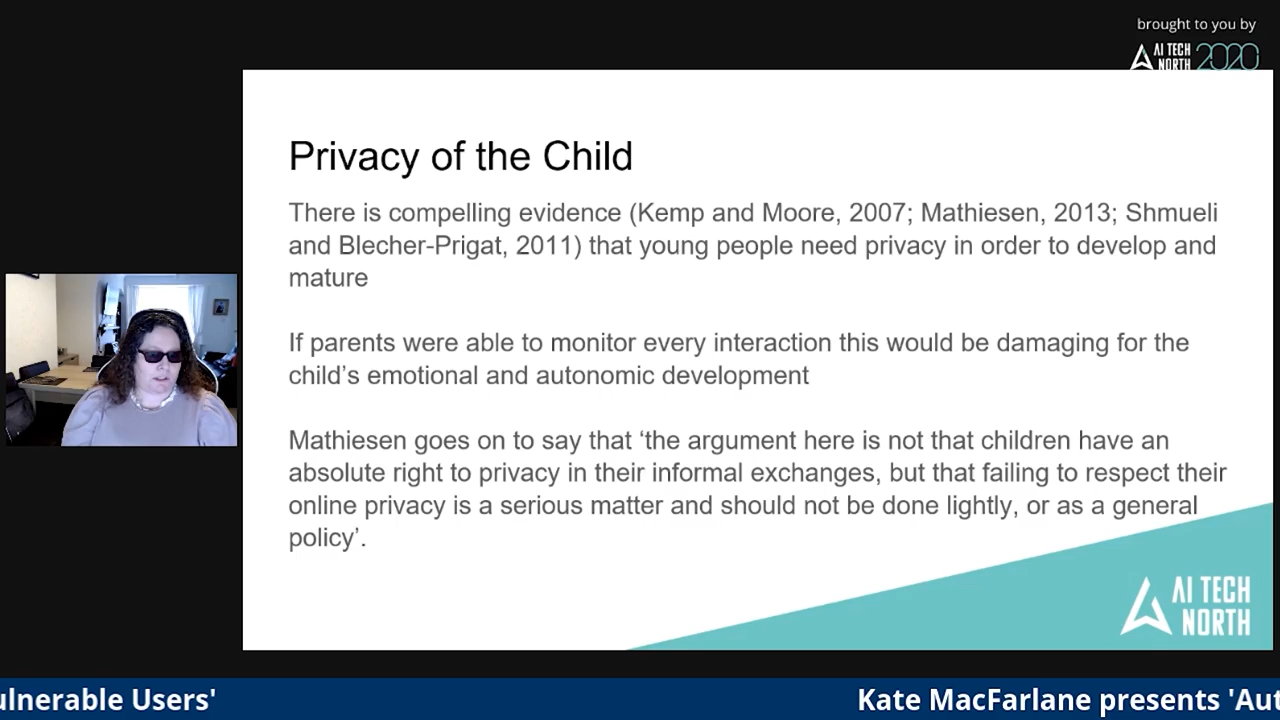 brought to you by
AI TECH
NORTH 2020
Privacy of the Child
There is compelling evidence (Kemp and Moore, 2007; Mathiesen, 2013; Shmueli
and Blecher-Prigat, 2011) that young people need privacy in order to develop and
mature
If parents were able to monitor every interaction this would be damaging for the
child’s emotional and autonomic development
Mathiesen goes on to say that ‘the argument here is not that children have an
absolute right to privacy in their informal exchanges, but that failing to respect their
online privacy is a serious matter and should not be done lightly, or as a general
policy’.
AI TECH
NORTH
ulnerable Users' Kate MacFarlane presents 'Aut